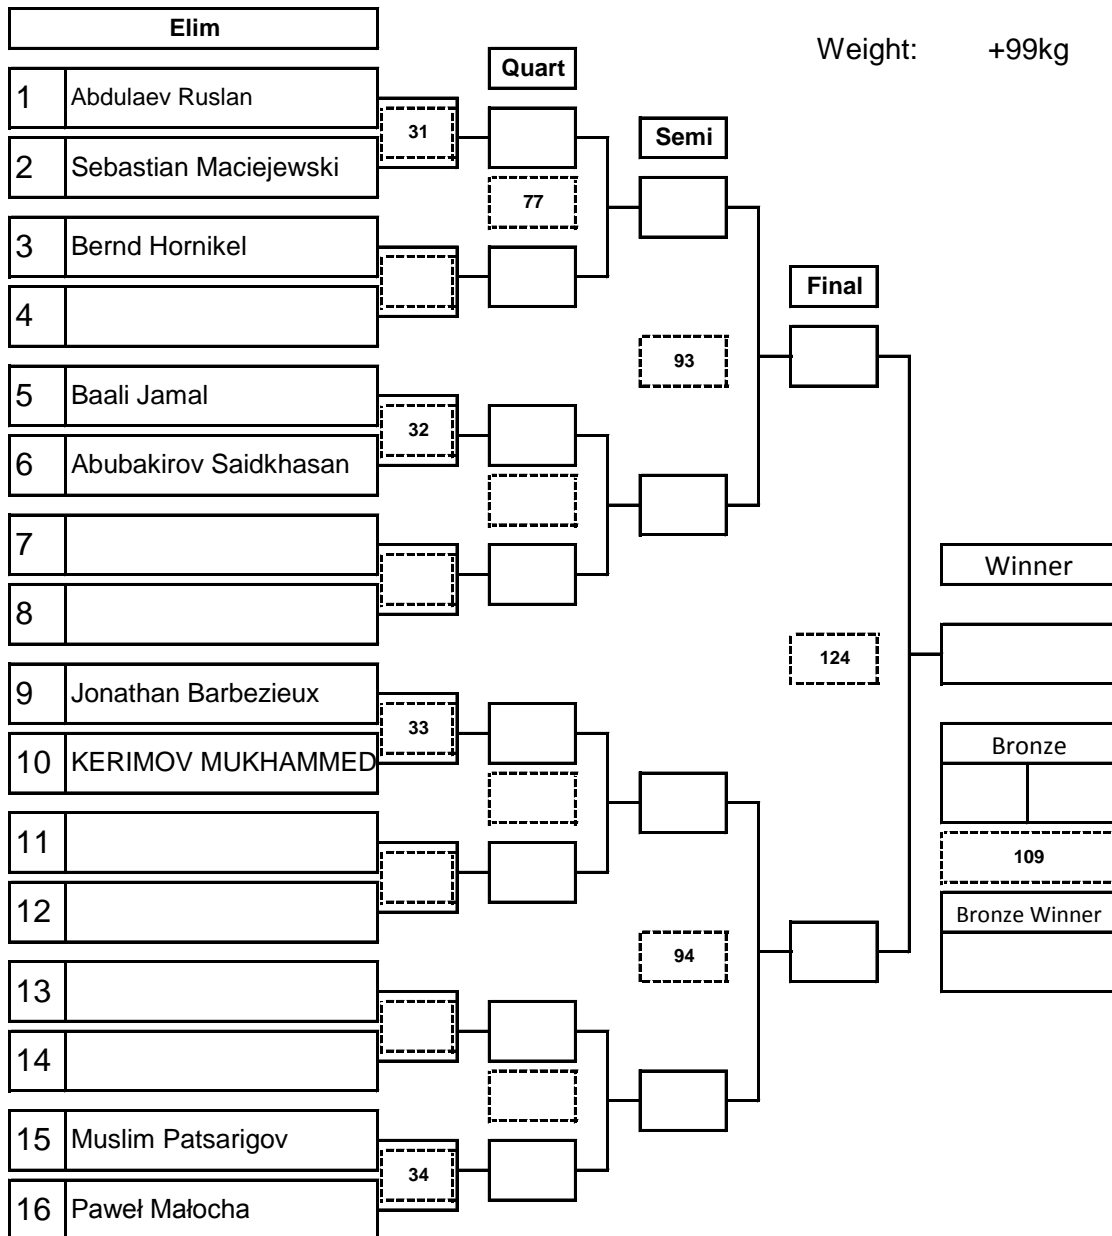 Elim
Weight: +99kg
Quart
1 Abdulaev Ruslan
31
Semi
2 Sebastian Maciejewski
77
3 Bernd Hornikel
Final
4
93
5 Baali Jamal
32
6 Abubakirov Saidkhasan
7
Winner
8
124
9 Jonathan Barbezieux
33
10 KERIMOV MUKHAMMED
Bronze
11
109
12
Bronze Winner
94
13
14
15 Muslim Patsarigov
34
16 Paweł Małocha